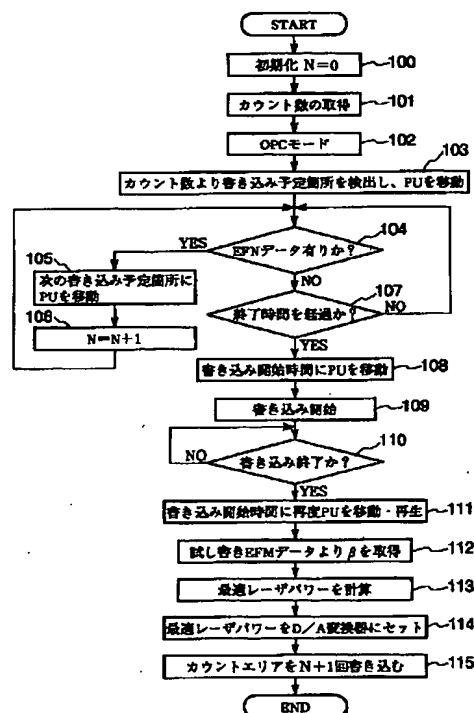 START
初期化 N=0
100
カウント数の取得
101
OPCモード
102
103
カウント数より書き込み予定箇所を検出し、PUを移動
104
YES
EFNデータ有りか?
105
次の書き込み予定箇所に
PUを移動
NO
107
終了時間を経過か?
NO
106
N=N+1
YES
書き込み開始時間にPUを移動
108
書き込み開始
109
110
NO
書き込み終了か?
YES
書き込み開始時間に再度PUを移動・再生
111
試し書きEFMデータよりβを取得
112
最適レーザパワーを計算
113
最適レーザパワーをD/A変換器にセット
114
カウントエリアをN+1回書き込む
115
END